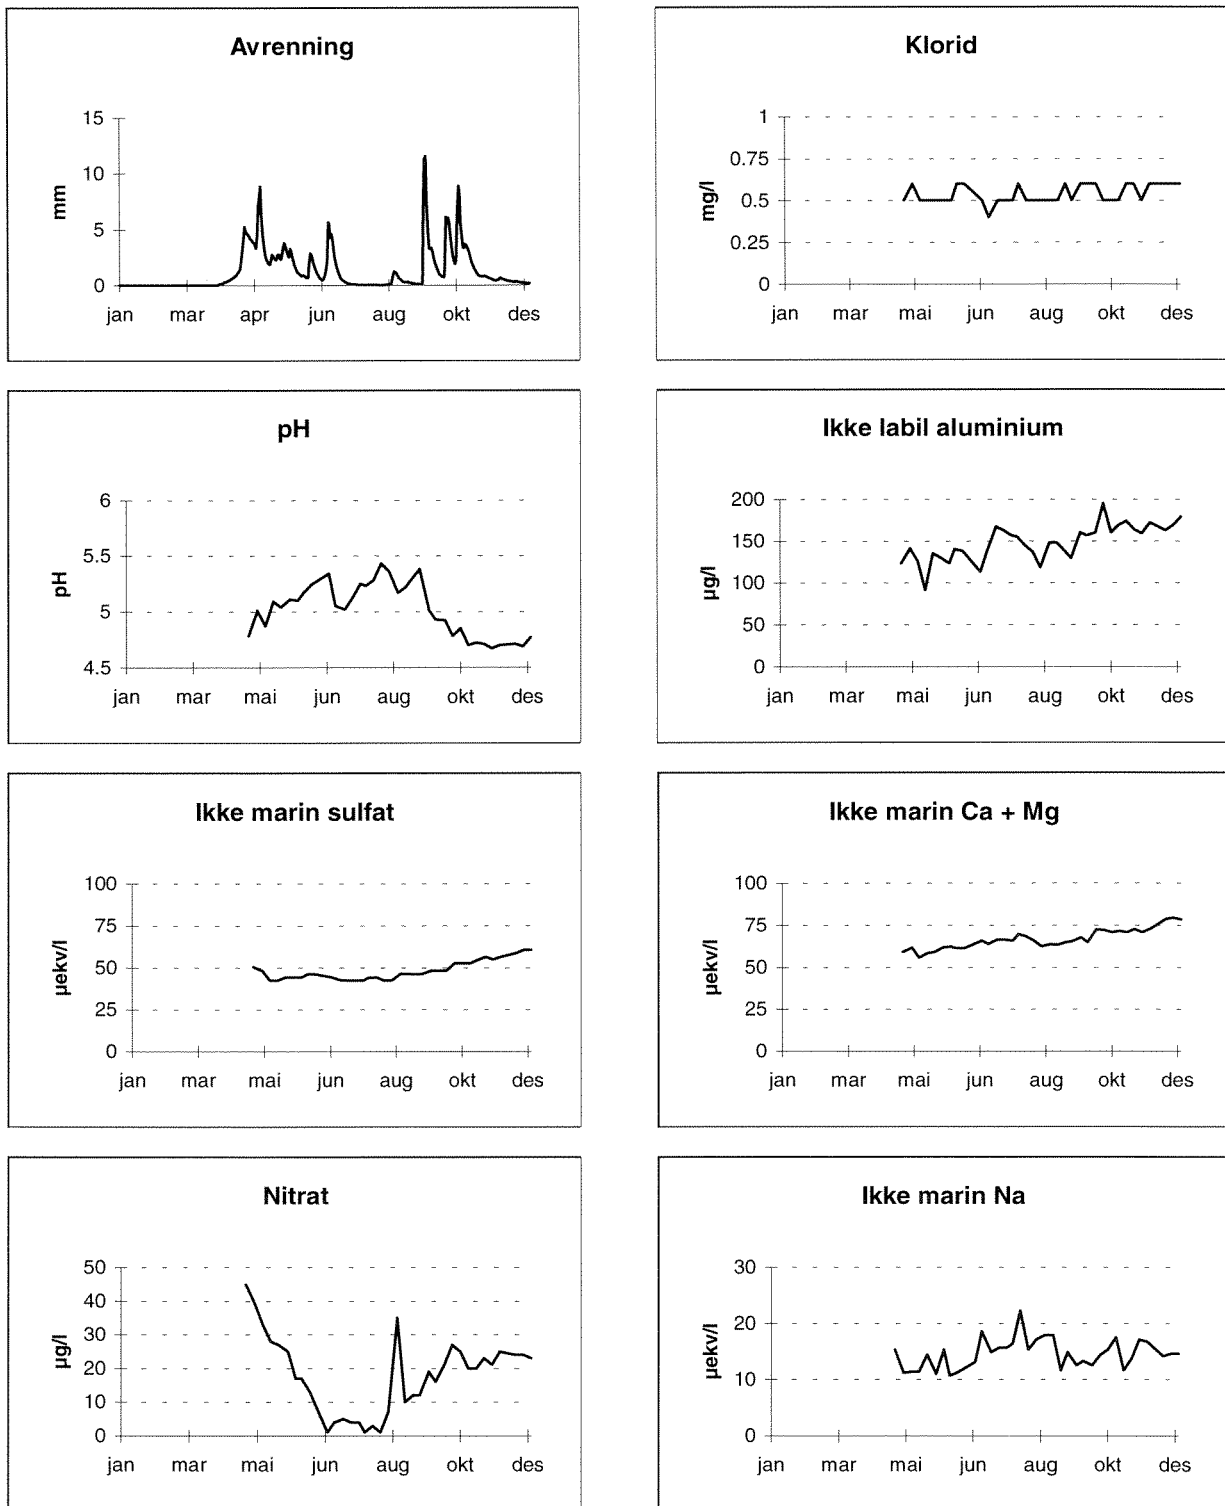 Avrenning
15
10
5
0
mm
jan mar apr jun aug okt des
Klorid
1
0.75
0.5
0.25
0
mg/l
jan mar mai jun aug okt des
pH
6
5.5
5
4.5
pH
jan mar mai jun aug okt des
Ikke labil aluminium
200
150
100
50
0
µg/l
jan mar mai jun aug okt des
Ikke marin sulfat
100
75
50
25
0
µekv/l
jan mar mai jun aug okt des
Ikke marin Ca + Mg
100
75
50
25
0
µekv/l
jan mar mai jun aug okt des
Nitrat
50
40
30
20
10
0
µg/l
jan mar mai jun aug okt des
Ikke marin Na
30
20
10
0
µekv/l
jan mar mai jun aug okt des